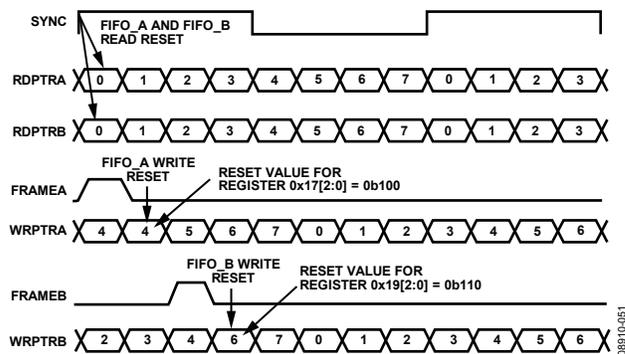 SYNC
FIFO_A AND FIFO_B
READ RESET
RDPTRA 0 1 2 3 4 5 6 7 0 1 2 3
RDPTRB 0 1 2 3 4 5 6 7 0 1 2 3
FIFO_A WRITE
RESET
RESET VALUE FOR
REGISTER 0x17[2:0] = 0b100
FRAMEA
WRPTRA 4 4 5 6 7 0 1 2 3 4 5 6
FIFO_B WRITE
RESET
RESET VALUE FOR
REGISTER 0x19[2:0] = 0b110
FRAMEB
WRPTRB 2 3 4 6 7 0 1 2 3 4 5 6
08910-051